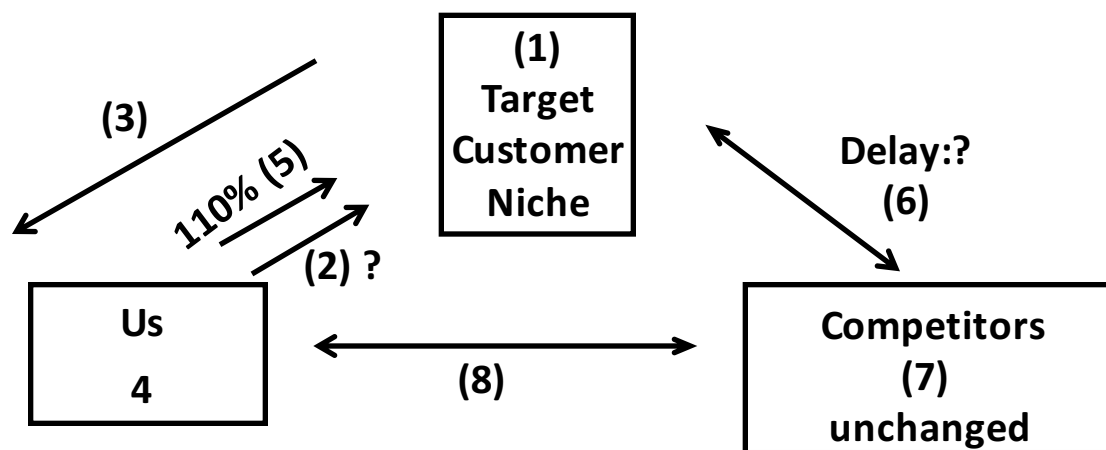 (1)
Target
Customer
Niche
(3)
110% (5)
(2) ?
Delay:?
(6)
Us
4
(8)
Competitors
(7)
unchanged